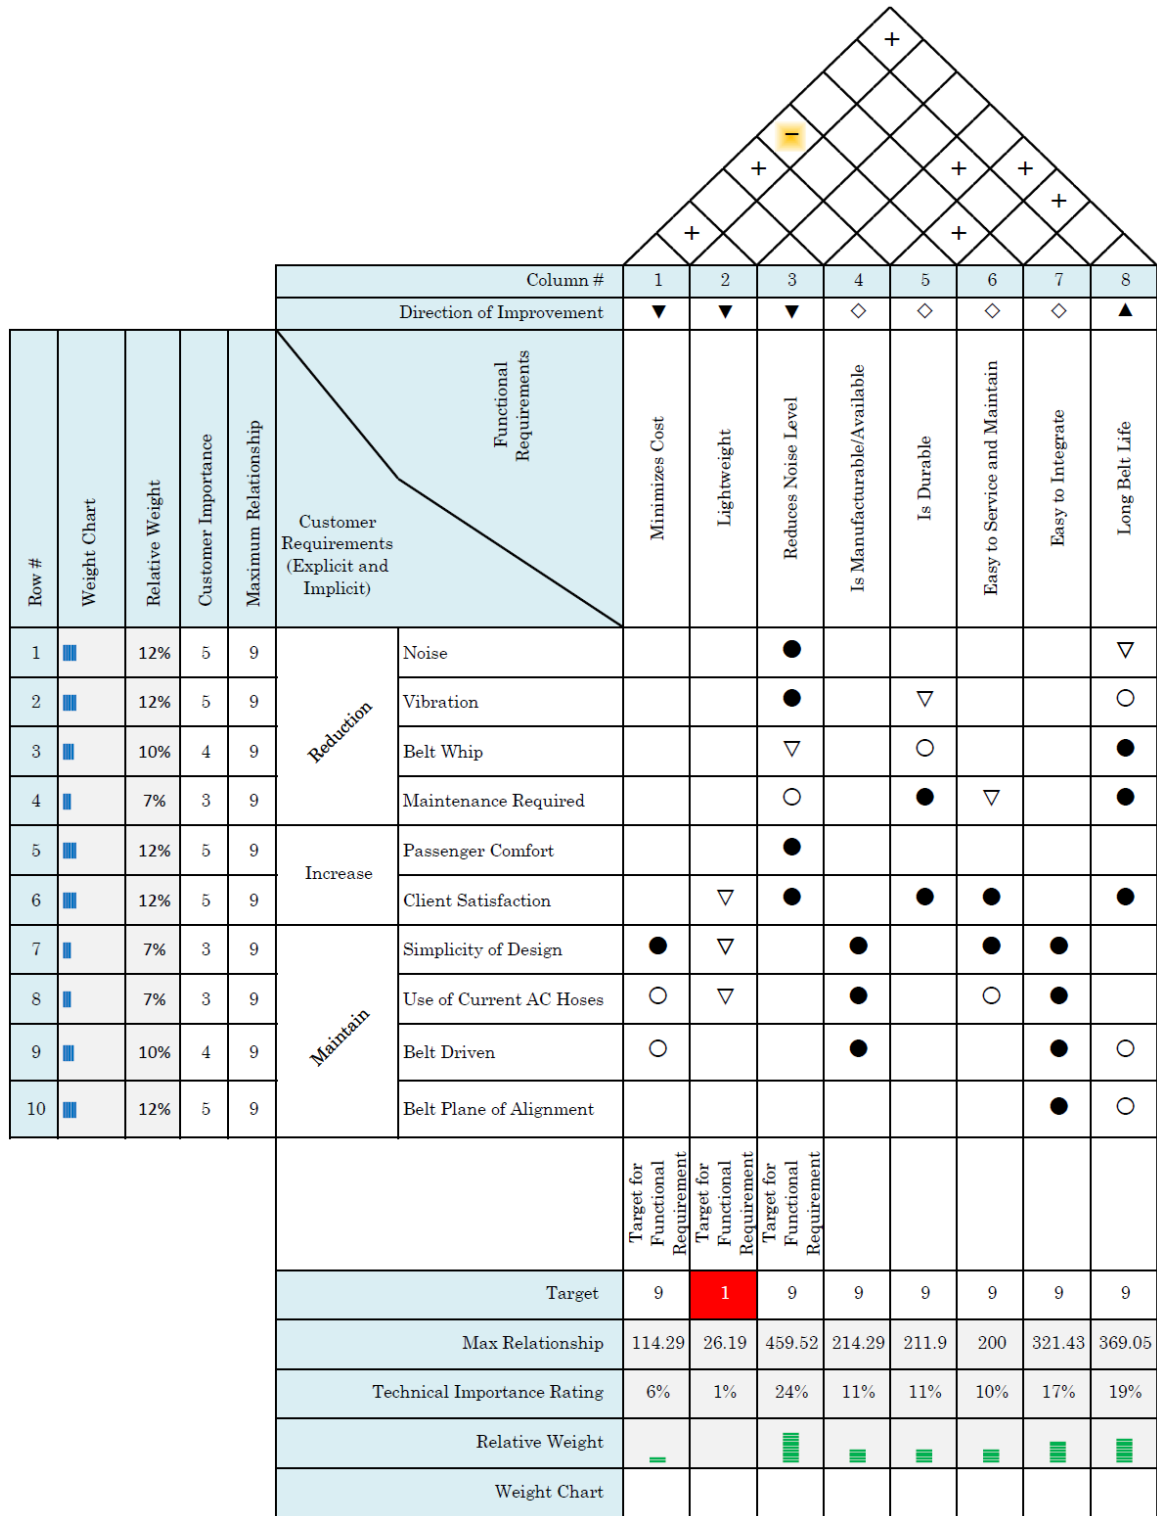 +
−
+ + +
+
+ +
Column # 1 2 3 4 5 6 7 8
Direction of Improvement ▼ ▼ ▼ ◇ ◇ ◇ ◇ ▲
Row #
Weight Chart
Relative Weight
Customer Importance
Maximum Relationship
Functional
Requirements
Customer
Requirements
(Explicit and
Implicit)
Minimizes Cost
Lightweight
Reduces Noise Level
Is Manufacturable/Available
Is Durable
Easy to Service and Maintain
Easy to Integrate
Long Belt Life
Reduction
1 12% 5 9 Noise ● ▽
2 12% 5 9 Vibration ● ▽ ○
3 10% 4 9 Belt Whip ▽ ○ ●
4 7% 3 9 Maintenance Required ○ ● ▽ ●
Increase
5 12% 5 9 Passenger Comfort ●
6 12% 5 9 Client Satisfaction ▽ ● ● ● ●
Maintain
7 7% 3 9 Simplicity of Design ● ▽ ● ● ●
8 7% 3 9 Use of Current AC Hoses ○ ▽ ● ○ ●
9 10% 4 9 Belt Driven ○ ● ● ○
10 12% 5 9 Belt Plane of Alignment ● ○
Target for
Functional
Requirement
Target for
Functional
Requirement
Target for
Functional
Requirement
Target 9 1 9 9 9 9 9 9
Max Relationship 114.29 26.19 459.52 214.29 211.9 200 321.43 369.05
Technical Importance Rating 6% 1% 24% 11% 11% 10% 17% 19%
Relative Weight
Weight Chart